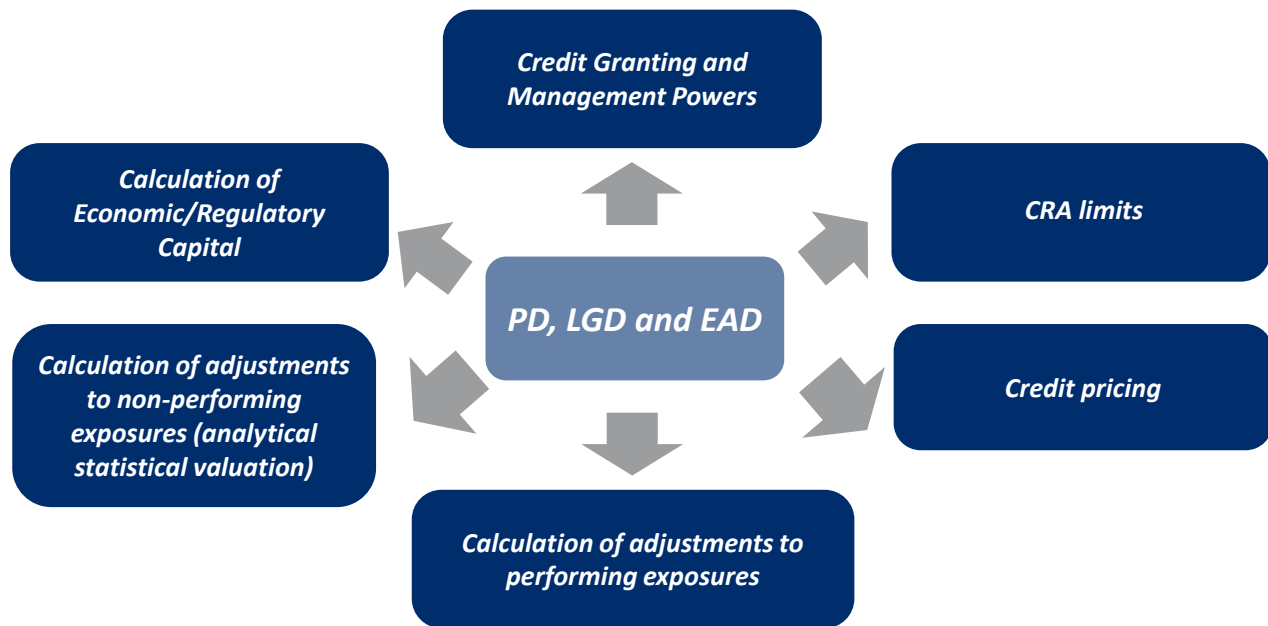 Credit Granting and
Management Powers
Calculation of
Economic/Regulatory
Capital
CRA limits
PD, LGD and EAD
Calculation of adjustments
to non-performing
exposures (analytical
statistical valuation)
Credit pricing
Calculation of adjustments to
performing exposures